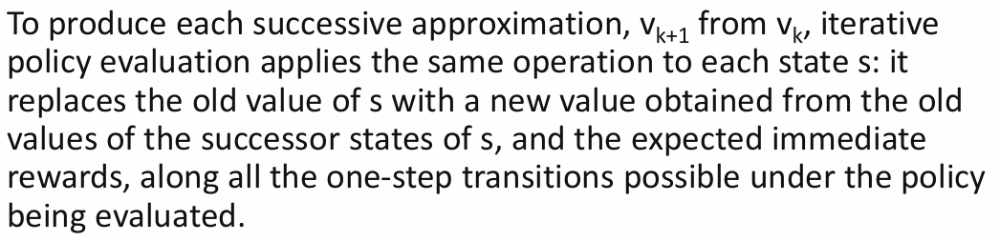 To produce each successive approximation, vk+1 from vk, iterative
policy evaluation applies the same operation to each state s: it
replaces the old value of s with a new value obtained from the old
values of the successor states of s, and the expected immediate
rewards, along all the one-step transitions possible under the policy
being evaluated.